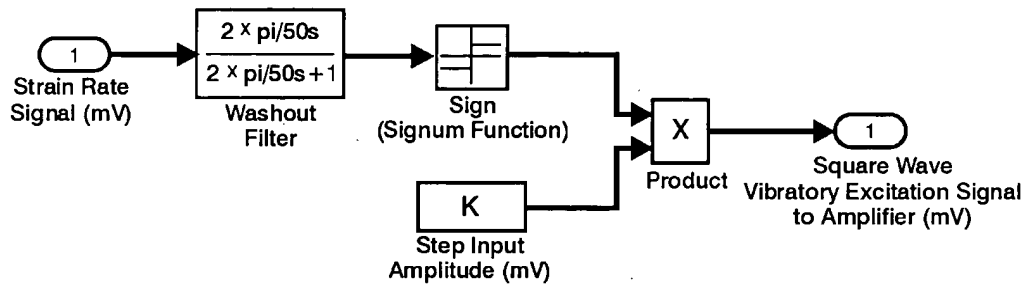 1
Strain Rate
Signal (mV)
2 x pi/50s
2 x pi/50s+1
Washout
Filter
Sign
(Signum Function)
K
Step Input
Amplitude (mV)
X
Product
1
Square Wave
Vibratory Excitation Signal
to Amplifier (mV)